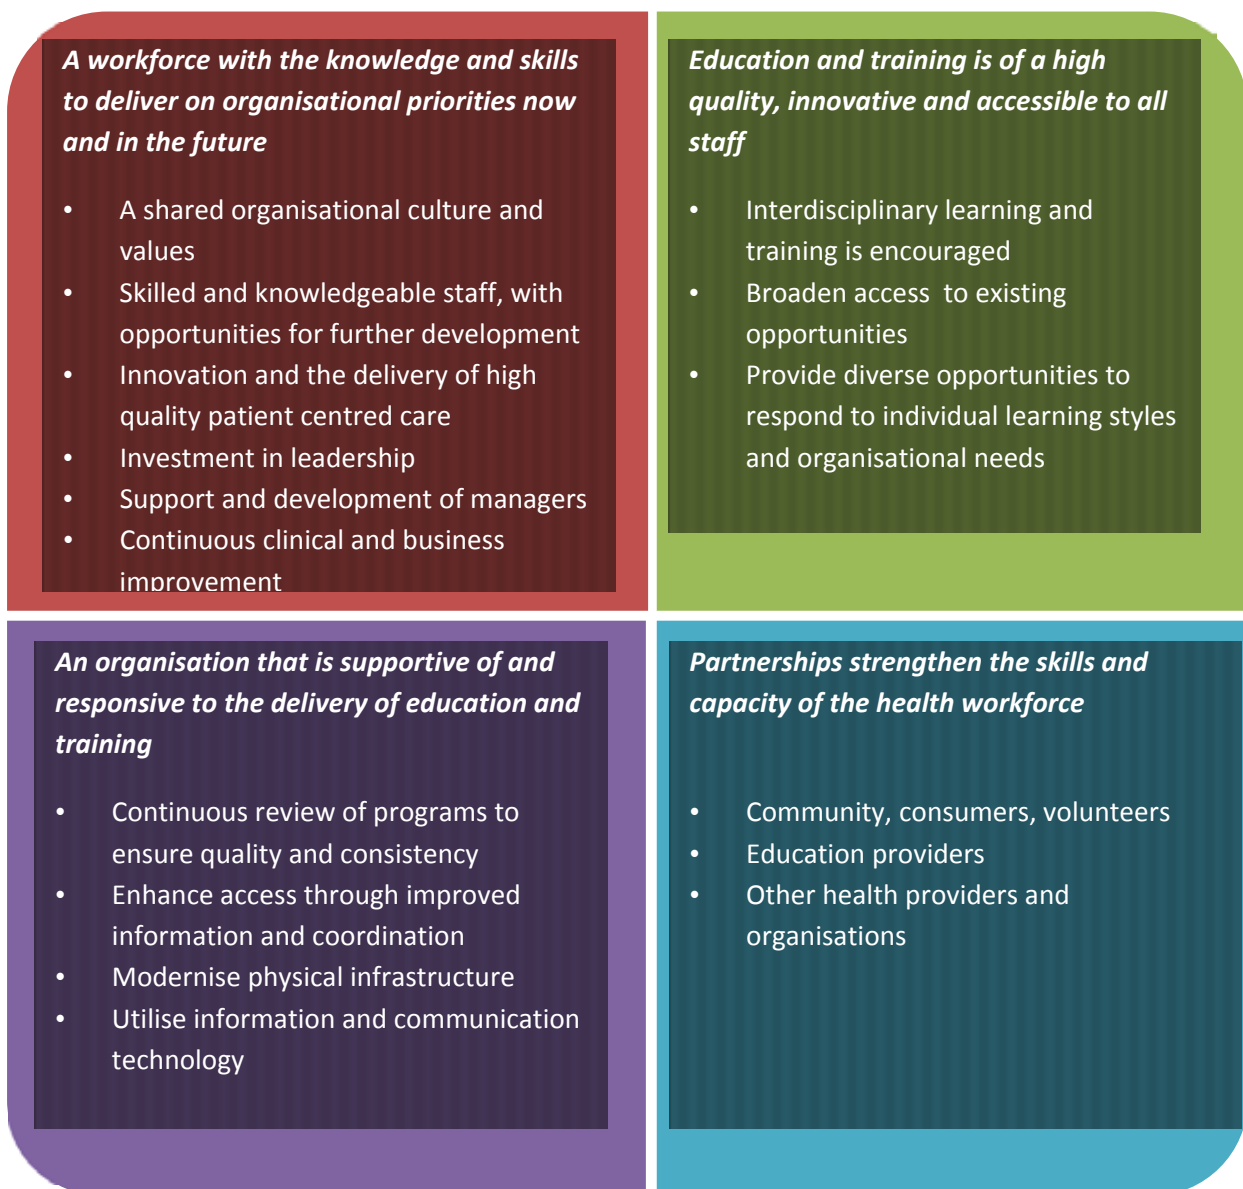 A workforce with the knowledge and skills
to deliver on organisational priorities now
and in the future
• A shared organisational culture and
values
• Skilled and knowledgeable staff, with
opportunities for further development
• Innovation and the delivery of high
quality patient centred care
• Investment in leadership
• Support and development of managers
• Continuous clinical and business
improvement
Education and training is of a high
quality, innovative and accessible to all
staff
• Interdisciplinary learning and
training is encouraged
• Broaden access  to existing
opportunities
• Provide diverse opportunities to
respond to individual learning styles
and organisational needs
An organisation that is supportive of and
responsive to the delivery of education and
training
• Continuous review of programs to
ensure quality and consistency
• Enhance access through improved
information and coordination
• Modernise physical infrastructure
• Utilise information and communication
technology
Partnerships strengthen the skills and
capacity of the health workforce
• Community, consumers, volunteers
• Education providers
• Other health providers and
organisations